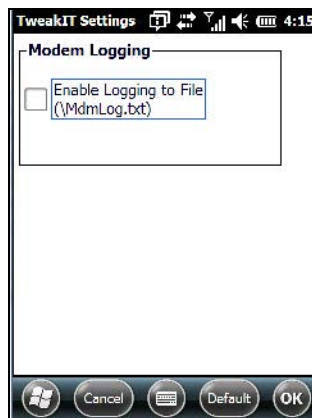 TweakIT Settings 4:15
Modem Logging
Enable Logging to File
(\MdmLog.txt)
Cancel Default OK